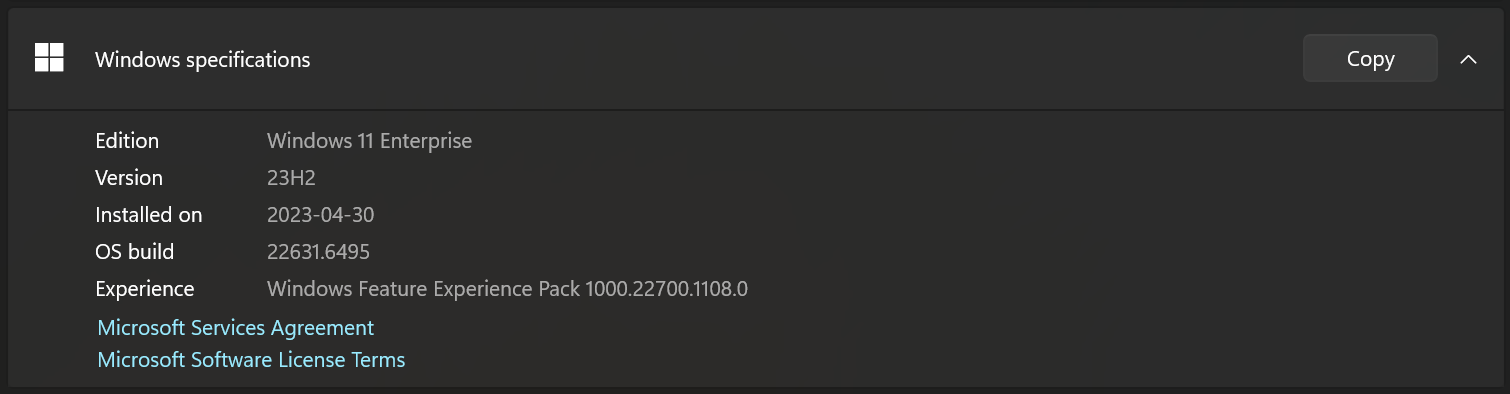 Windows specifications
Copy
Edition Windows 11 Enterprise
Version 23H2
Installed on 2023-04-30
OS build 22631.6495
Experience Windows Feature Experience Pack 1000.22700.1108.0
Microsoft Services Agreement
Microsoft Software License Terms